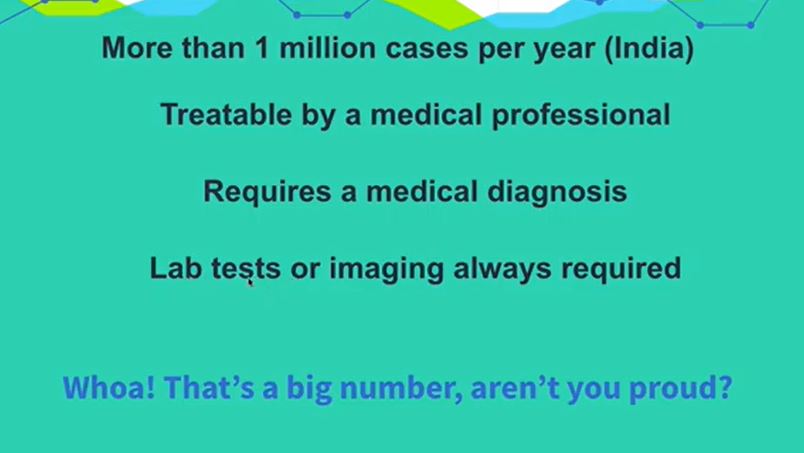 More than 1 million cases per year (India)
Treatable by a medical professional
Requires a medical diagnosis
Lab tests or imaging always required
Whoa! That’s a big number, aren’t you proud?